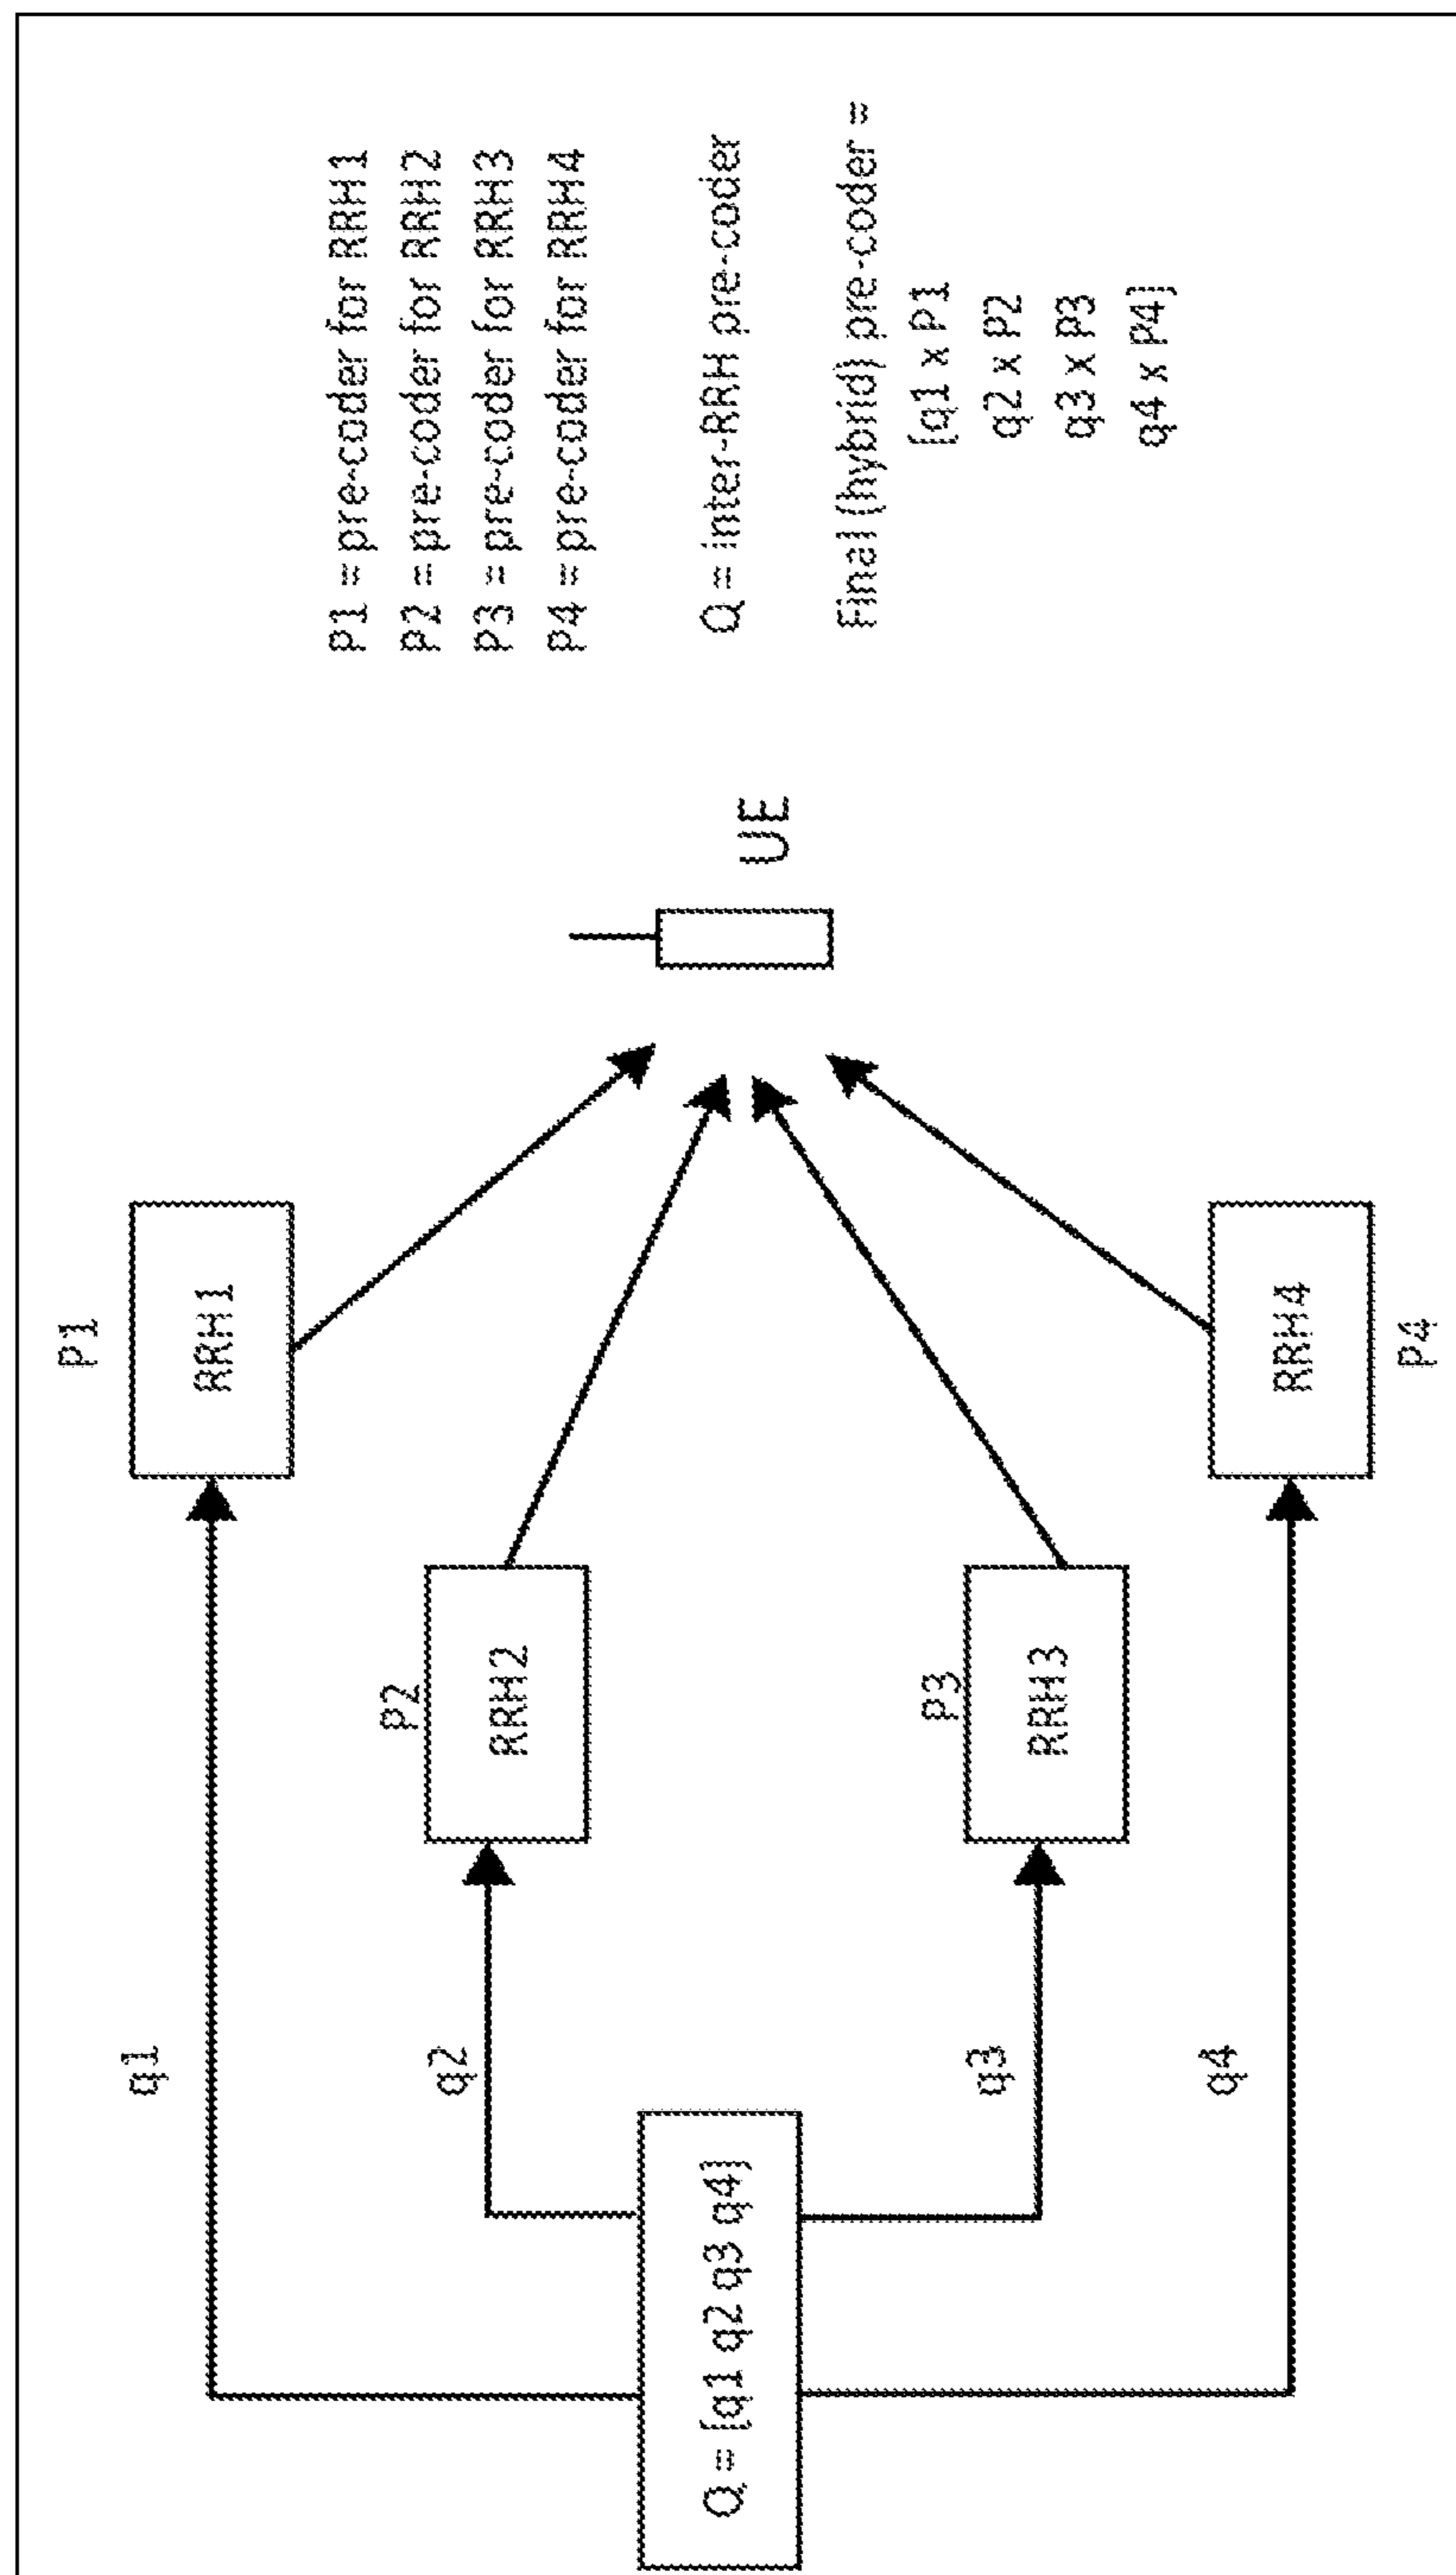 P1
RRH1
q1
P2
RRH2
q2
Q = [q1 q2 q3 q4]
UE
P3
RRH3
q3
RRH4
P4
q4
P1 = pre-coder for RRH1
P2 = pre-coder for RRH2
P3 = pre-coder for RRH3
P4 = pre-coder for RRH4
Q = inter-RRH pre-coder
Final (hybrid) pre-coder =
[q1 x P1
q2 x P2
q3 x P3
q4 x P4]